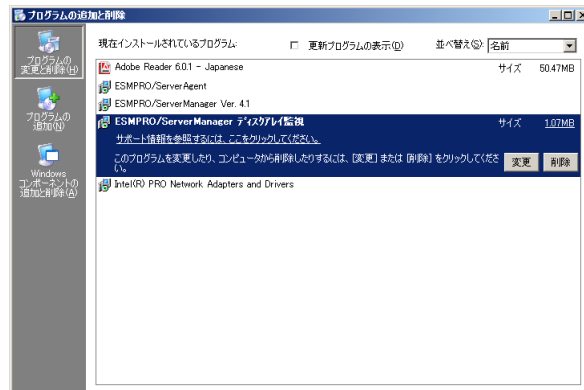 プログラムの追加と削除
プログラムの
変更と削除(H)
プログラムの
追加(N)
Windows
コンポーネントの
追加と削除(A)
現在インストールされているプログラム:
更新プログラムの表示(D)
並べ替え(S):
名前
Adobe Reader 6.0.1 - Japanese
サイズ
50.47MB
ESMPRO/ServerAgent
ESMPRO/ServerManager Ver. 4.1
ESMPRO/ServerManager ディスクアレイ監視
サイズ
1.07MB
サポート情報を参照するには、ここをクリックしてください。
このプログラムを変更したり、コンピュータから削除したりするには、[変更] または [削除] をクリックしてくださ
い。
変更
削除
Intel(R) PRO Network Adapters and Drivers